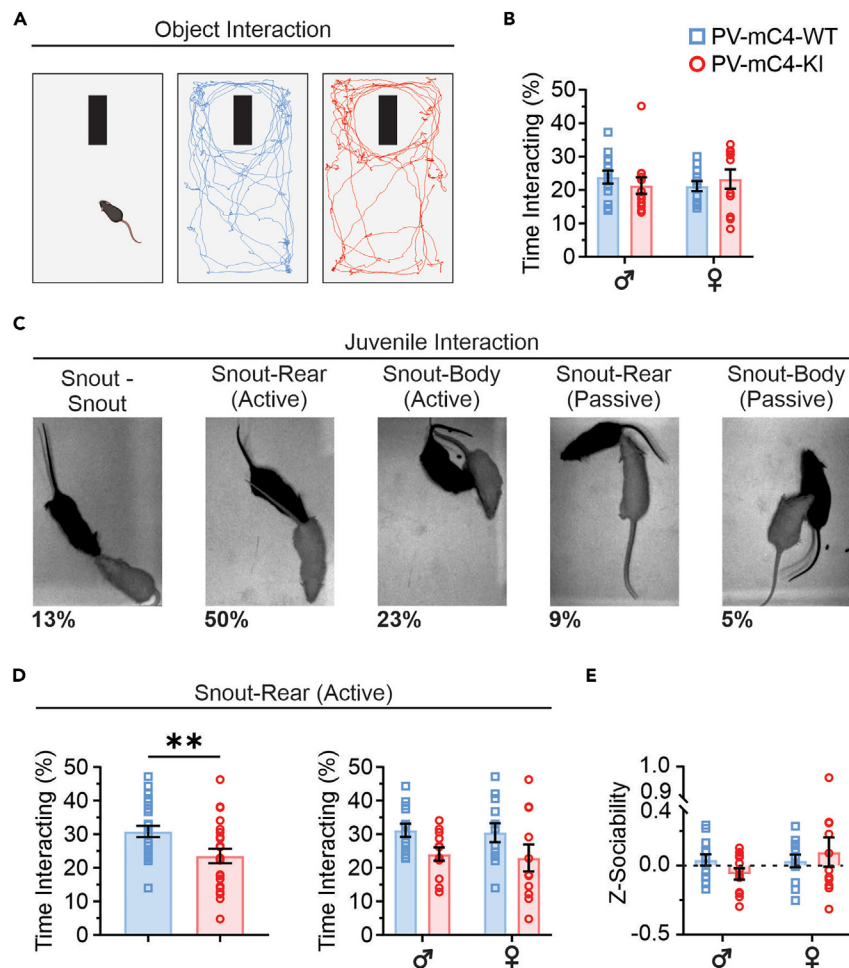 A
Object Interaction
B
PV-mC4-WT
PV-mC4-KI
Time Interacting (%)
50
40
30
20
10
0
♂ ♀
C
Juvenile Interaction
Snout -
Snout
Snout-Rear
(Active)
Snout-Body
(Active)
Snout-Rear
(Passive)
Snout-Body
(Passive)
13% 50% 23% 9% 5%
D
Snout-Rear (Active)
Time Interacting (%)
50
40
30
20
10
0
**
Time Interacting (%)
50
40
30
20
10
0
♂ ♀
E
Z-Sociability
1.0
0.9
0.4
0.0
-0.5
♂ ♀